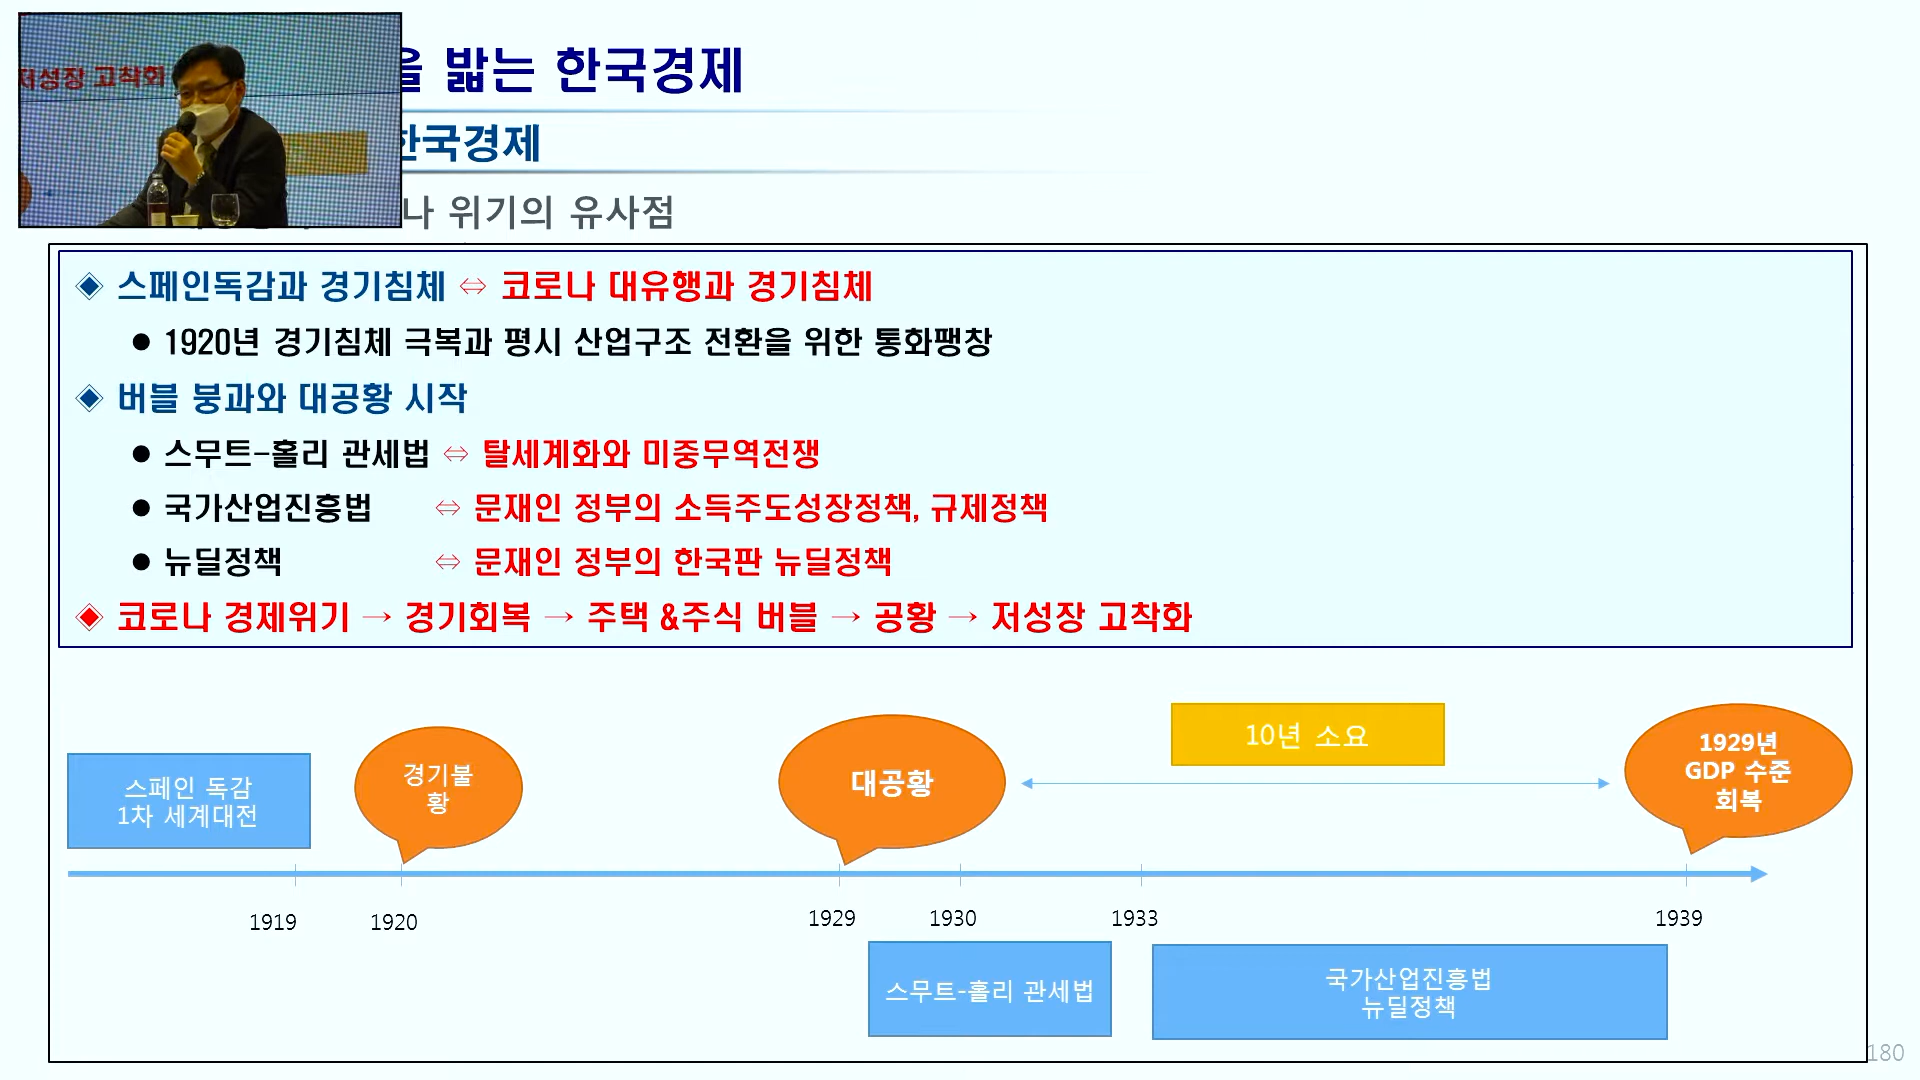 저성장 고착화
을 밟는 한국경제
한국경제
나 위기의 유사점
◈ 스페인독감과 경기침체 ⇔ 코로나 대유행과 경기침체
● 1920년 경기침체 극복과 평시 산업구조 전환을 위한 통화팽창
◈ 버블 붕과와 대공황 시작
● 스무트-홀리 관세법 ⇔ 탈세계화와 미중무역전쟁
● 국가산업진흥법 ⇔ 문재인 정부의 소득주도성장정책, 규제정책
● 뉴딜정책 ⇔ 문재인 정부의 한국판 뉴딜정책
◈ 코로나 경제위기 → 경기회복 → 주택 &주식 버블 → 공황 → 저성장 고착화
스페인 독감
1차 세계대전
경기불
황
대공황
10년 소요
1929년
GDP 수준
회복
1919
1920
1929
1930
1933
1939
스무트-홀리 관세법
국가산업진흥법
뉴딜정책
180